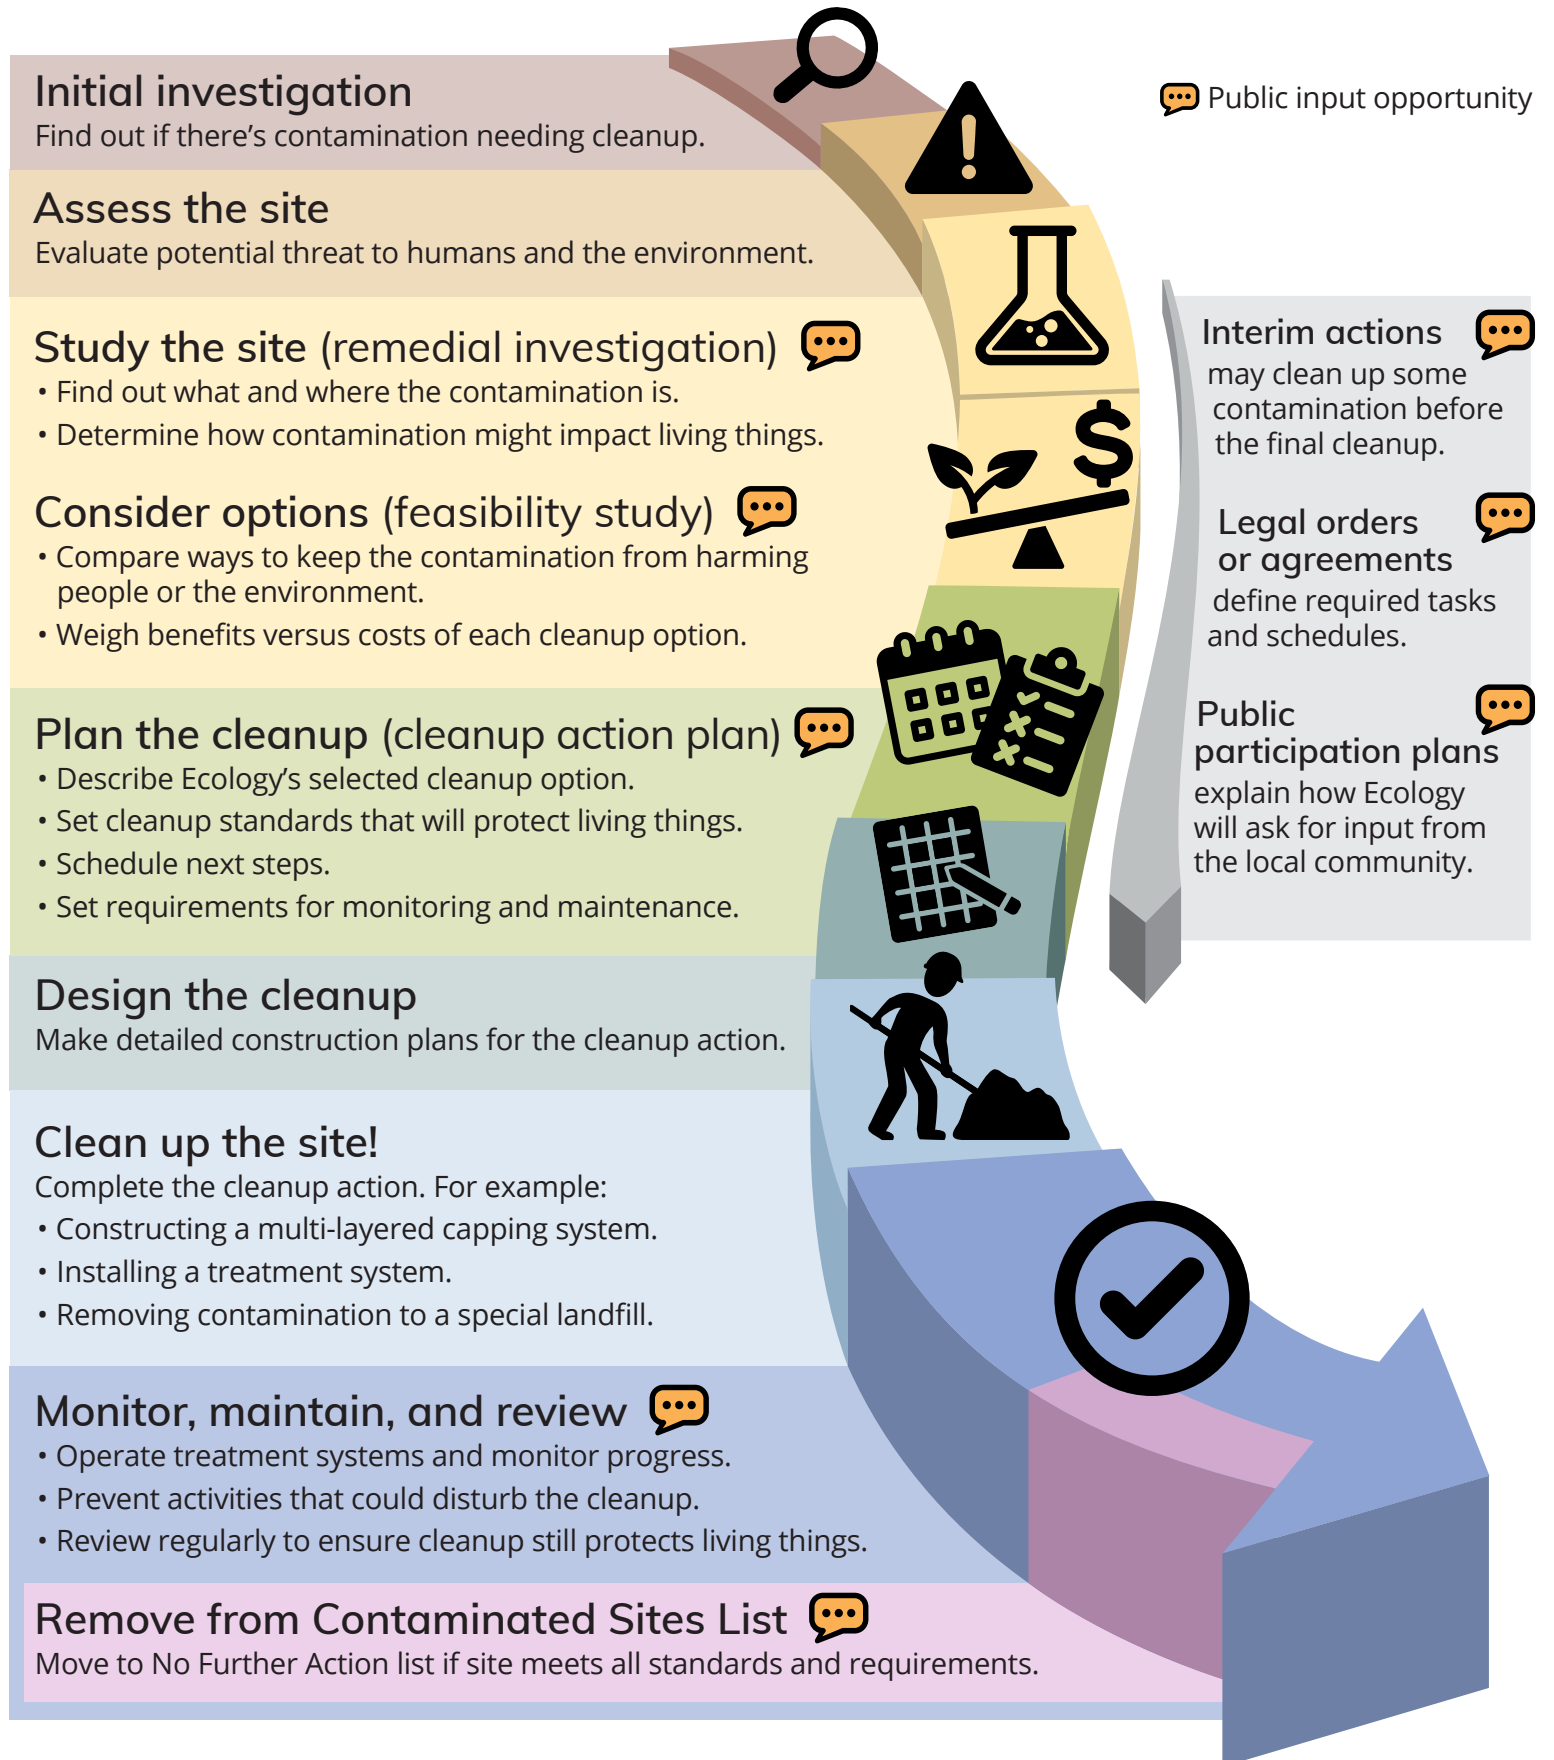 Initial investigation
Find out if there's contamination needing cleanup.
Public input opportunity
Assess the site
Evaluate potential threat to humans and the environment.
Study the site (remedial investigation)
• Find out what and where the contamination is.
• Determine how contamination might impact living things.
Consider options (feasibility study)
• Compare ways to keep the contamination from harming
people or the environment.
• Weigh benefits versus costs of each cleanup option.
$
Plan the cleanup (cleanup action plan)
• Describe Ecology's selected cleanup option.
• Set cleanup standards that will protect living things.
• Schedule next steps.
• Set requirements for monitoring and maintenance.
Design the cleanup
Make detailed construction plans for the cleanup action.
Clean up the site!
Complete the cleanup action. For example:
• Constructing a multi-layered capping system.
• Installing a treatment system.
• Removing contamination to a special landfill.
Monitor, maintain, and review
• Operate treatment systems and monitor progress.
• Prevent activities that could disturb the cleanup.
• Review regularly to ensure cleanup still protects living things.
Remove from Contaminated Sites List
Move to No Further Action list if site meets all standards and requirements.
Interim actions
may clean up some
contamination before
the final cleanup.
Legal orders
or agreements
define required tasks
and schedules.
Public
participation plans
explain how Ecology
will ask for input from
the local community.